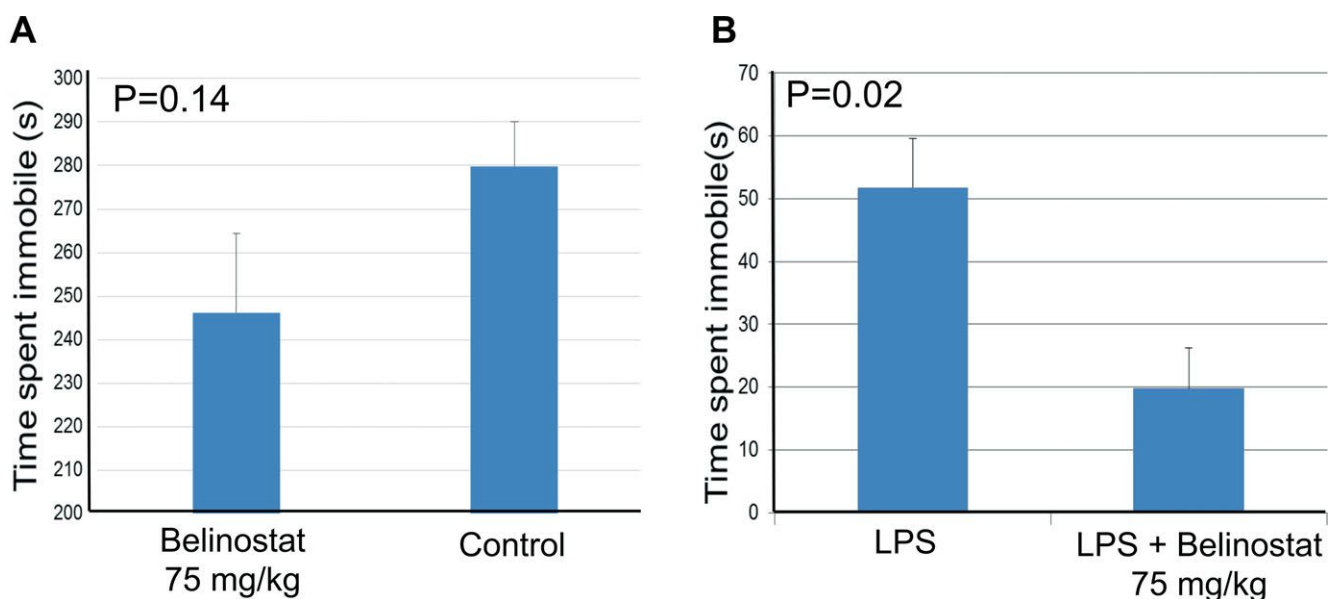 A
Time spent immobile (s)
P=0.14
300
290
280
270
260
250
240
230
220
210
200
Belinostat
75 mg/kg
Control
B
Time spent immobile(s)
P=0.02
70
60
50
40
30
20
10
0
LPS
LPS + Belinostat
75 mg/kg